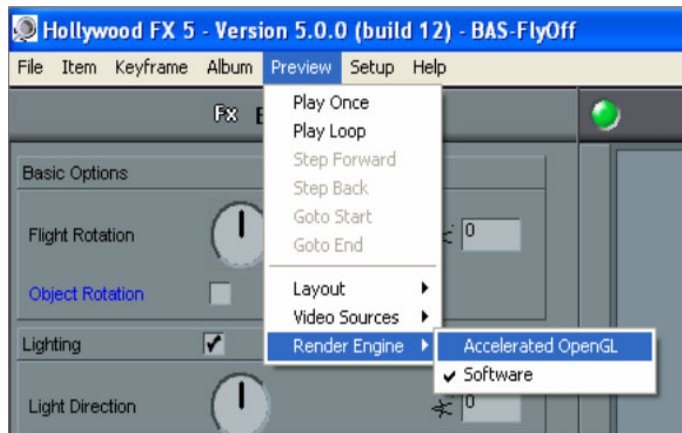 Hollywood FX 5 - Version 5.0.0 (build 12) - BAS-FlyOff
File Item Keyframe Album Preview Setup Help
Fx
Play Once
Play Loop
Step Forward
Step Back
Goto Start
Goto End
Layout
Video Sources
Render Engine
Accelerated OpenGL
Software
Basic Options
Flight Rotation
0
Object Rotation
Lighting
Light Direction
0